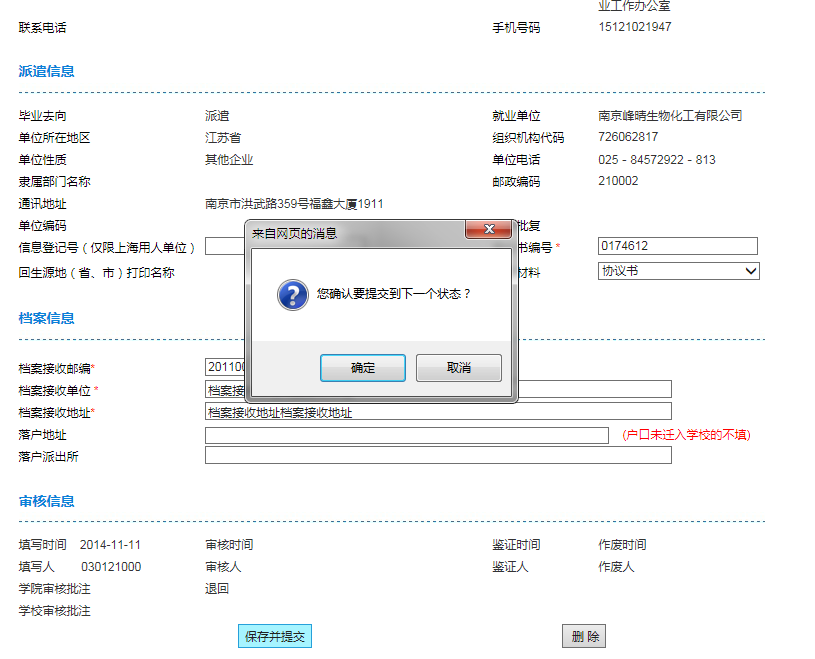 业工作办公室
联系电话 手机号码 15121021947
派遣信息
毕业去向 派遣 就业单位 南京峰晴生物化工有限公司
单位所在地区 江苏省 组织机构代码 726062817
单位性质 其他企业 单位电话 025 - 84572922 - 813
隶属部门名称 邮政编码 210002
通讯地址 南京市洪武路359号福鑫大厦1911
单位编码 批复
信息登记号（仅限上海用人单位） 书编号* 0174612
回生源地（省、市）打印名称 材料 协议书
来自网页的消息
您确认要提交到下一个状态？
确定 取消
档案信息
档案接收邮编* 201100
档案接收单位* 档案接
档案接收地址* 档案接收地址档案接收地址
落户地址 (户口未迁入学校的不填)
落户派出所
审核信息
填写时间 2014-11-11 审核时间 鉴证时间 作废时间
填写人 030121000 审核人 鉴证人 作废人
学院审核批注 退回
学校审核批注
保存并提交 删 除